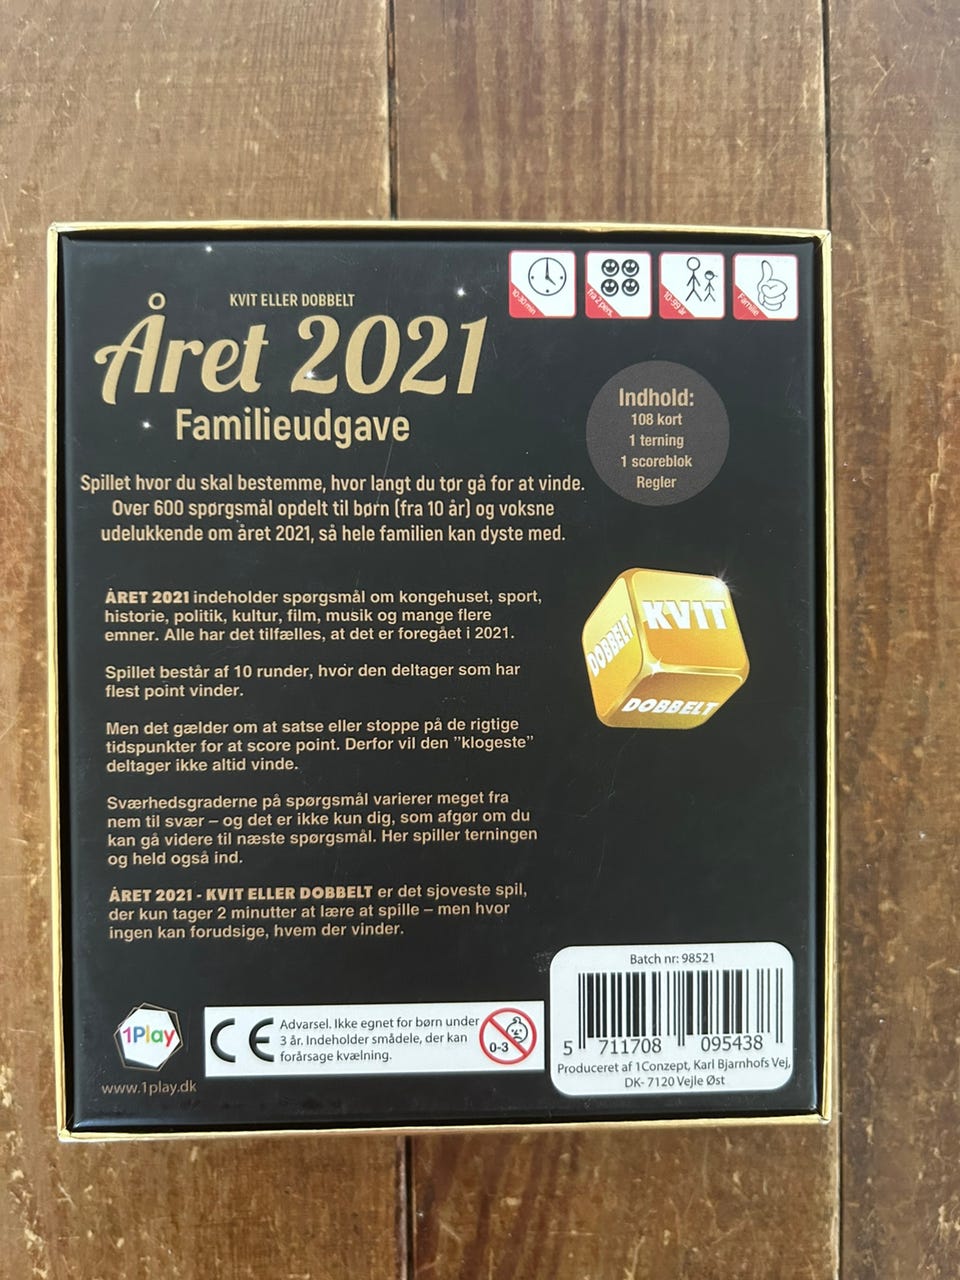 KVIT ELLER DOBBELT
Året 2021
Familieudgave
10-30 min
fra 2 pers.
10-99 år
Familie
Indhold:
108 kort
1 terning
1 scoreblok
Regler
Spillet hvor du skal bestemme, hvor langt du tør gå for at vinde.
Over 600 spørgsmål opdelt til børn (fra 10 år) og voksne
udelukkende om året 2021, så hele familien kan dyste med.
ÅRET 2021 indeholder spørgsmål om kongehuset, sport,
historie, politik, kultur, film, musik og mange flere
emner. Alle har det tilfælles, at det er foregået i 2021.
Spillet består af 10 runder, hvor den deltager som har
flest point vinder.
Men det gælder om at satse eller stoppe på de rigtige
tidspunkter for at score point. Derfor vil den ”klogeste”
deltager ikke altid vinde.
Sværhedsgraderne på spørgsmål varierer meget fra
nem til svær – og det er ikke kun dig, som afgør om du
kan gå videre til næste spørgsmål. Her spiller terningen
og held også ind.
ÅRET 2021 - KVIT ELLER DOBBELT er det sjoveste spil,
der kun tager 2 minutter at lære at spille – men hvor
ingen kan forudsige, hvem der vinder.
KVIT
DOBBELT
DOBBELT
1Play
www.1play.dk
CE
Advarsel. Ikke egnet for børn under
3 år. Indeholder smådele, der kan
forårsage kvælning.
0-3
Batch nr: 98521
5 711708 095438
Produceret af 1Conzept, Karl Bjarnhofs Vej,
DK- 7120 Vejle Øst